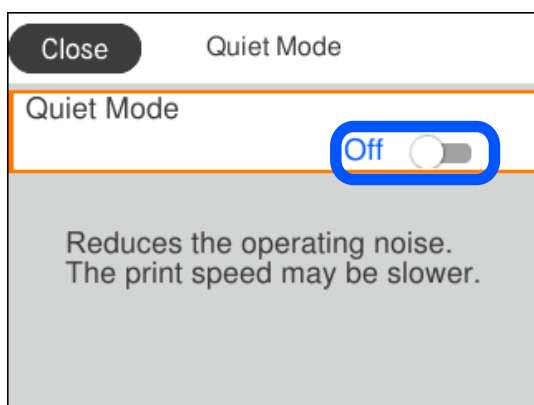 Close Quiet Mode
Quiet Mode
Off
Reduces the operating noise.
The print speed may be slower.